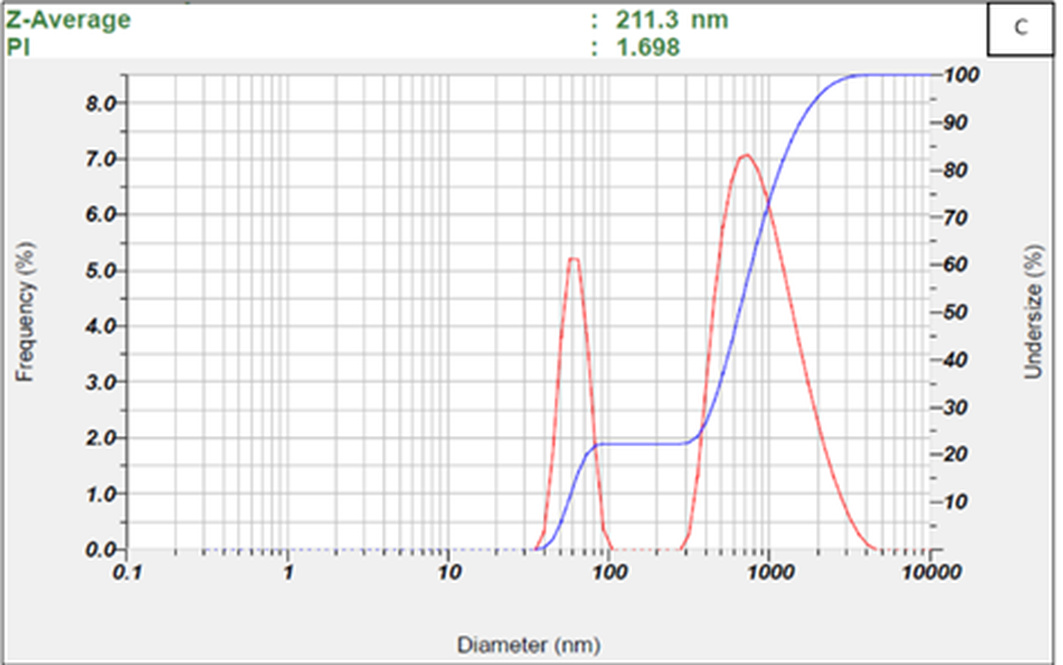 Z-Average : 211.3 nm
PI : 1.698
C
8.0
7.0
6.0
5.0
4.0
3.0
2.0
1.0
0.0
Frequency (%)
100
90
80
70
60
50
40
30
20
10
Undersize (%)
0.1 1 10 100 1000 10000
Diameter (nm)